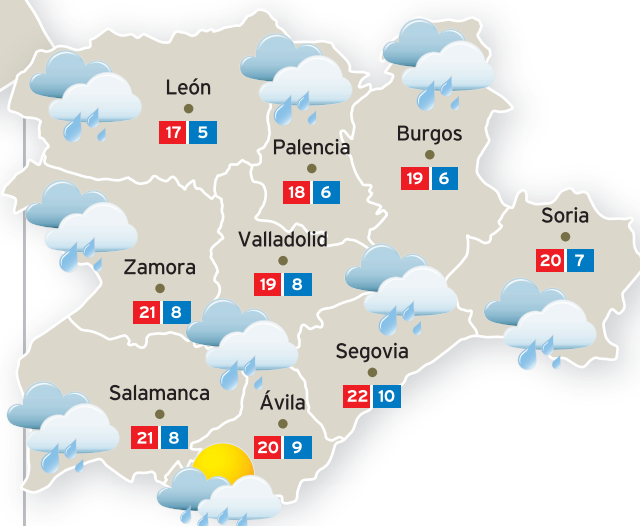 León
17 5
Palencia
18 6
Burgos
19 6
Soria
20 7
Valladolid
19 8
Zamora
21 8
Segovia
22 10
Salamanca
21 8
Ávila
20 9